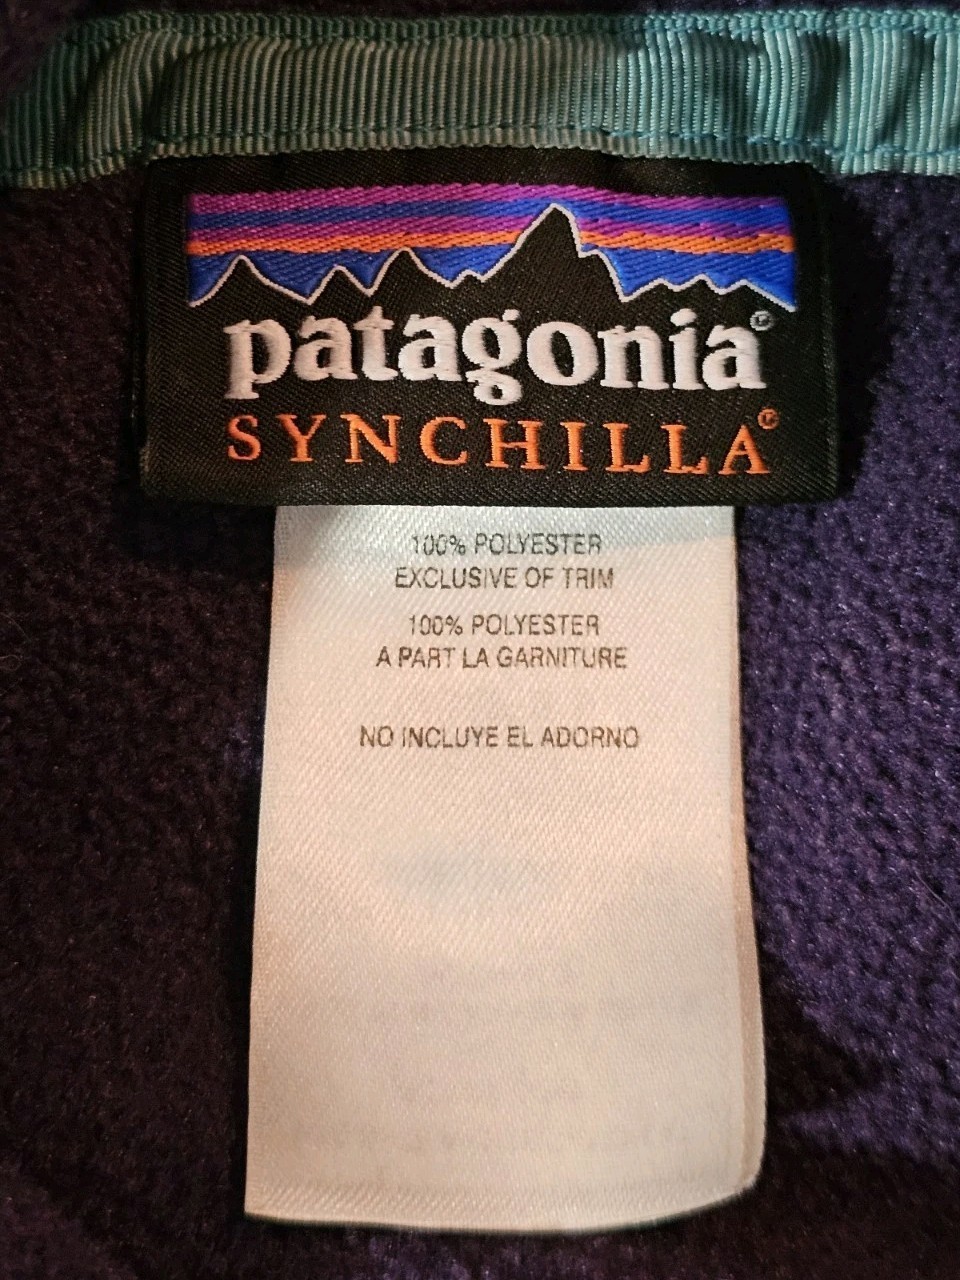 patagonia®
SYNCHILLA®
100% POLYESTER
EXCLUSIVE OF TRIM
100% POLYESTER
A PART LA GARNITURE
NO INCLUYE EL ADORNO